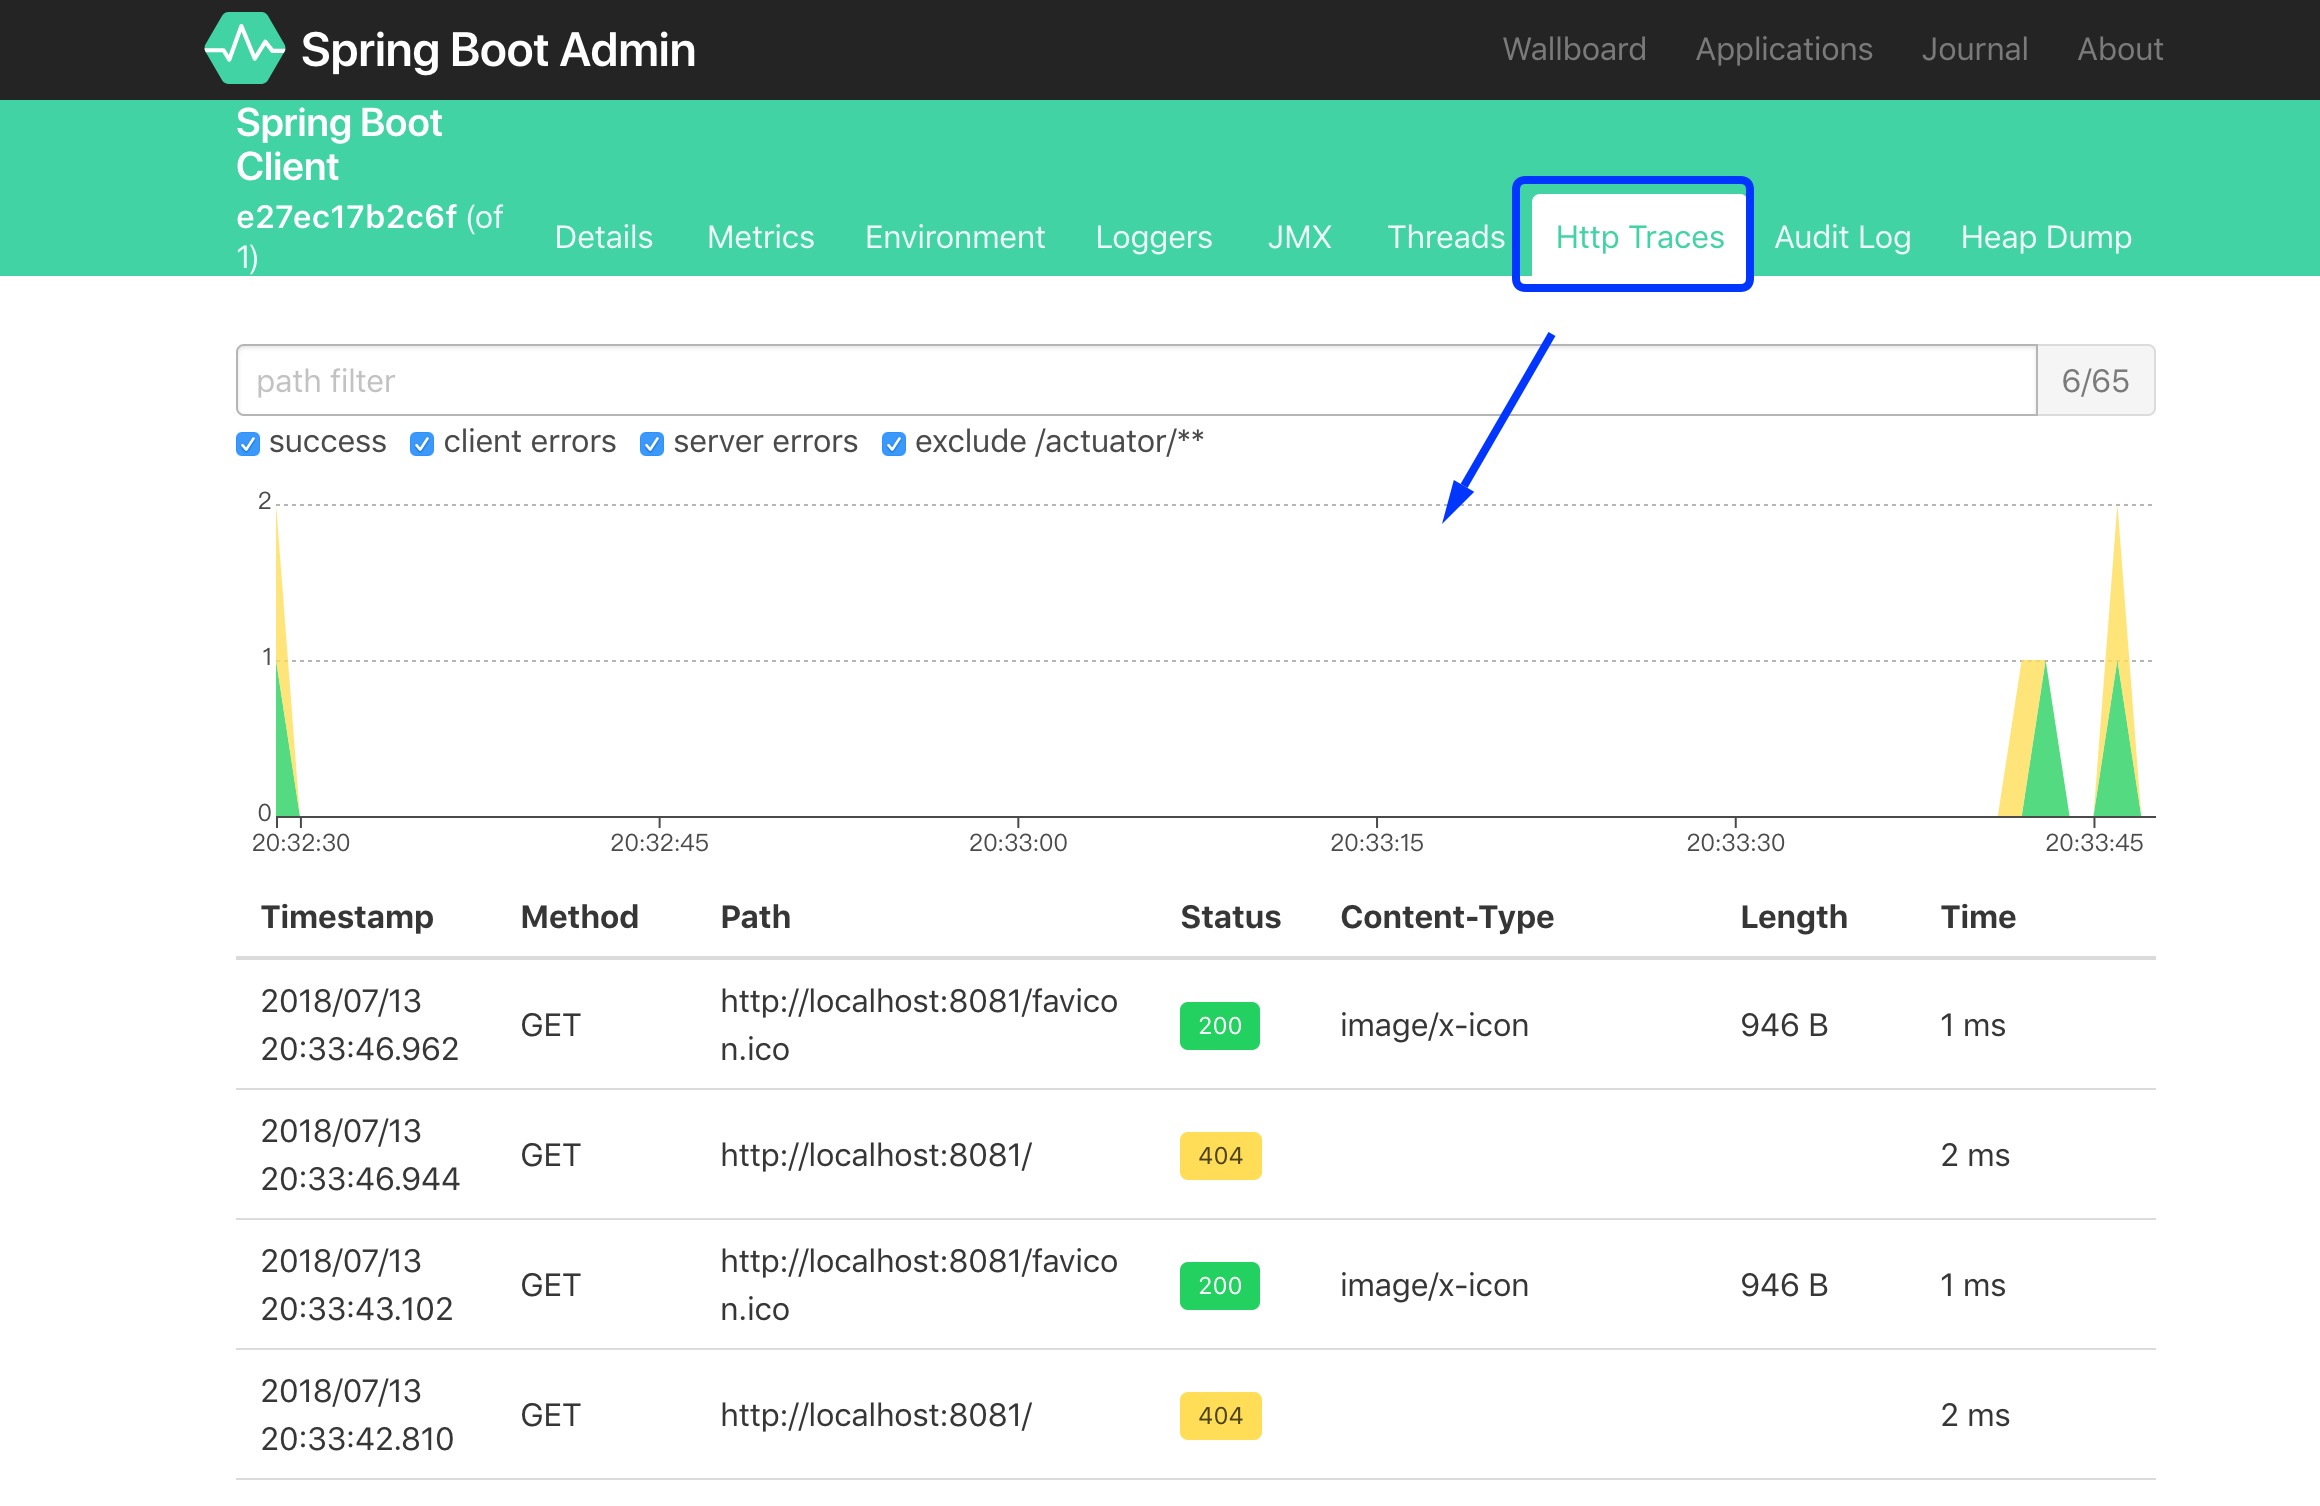 Spring Boot Admin
Wallboard Applications Journal About
Spring Boot
Client
e27ec17b2c6f (of
1)
Details Metrics Environment Loggers JMX Threads Http Traces Audit Log Heap Dump
path filter 6/65
success client errors server errors exclude /actuator/**
2
1
0
20:32:30 20:32:45 20:33:00 20:33:15 20:33:30 20:33:45
Timestamp Method Path Status Content-Type Length Time
2018/07/13
20:33:46.962
GET
http://localhost:8081/favico
n.ico
200
image/x-icon
946 B
1 ms
2018/07/13
20:33:46.944
GET
http://localhost:8081/
404
2 ms
2018/07/13
20:33:43.102
GET
http://localhost:8081/favico
n.ico
200
image/x-icon
946 B
1 ms
2018/07/13
20:33:42.810
GET
http://localhost:8081/
404
2 ms